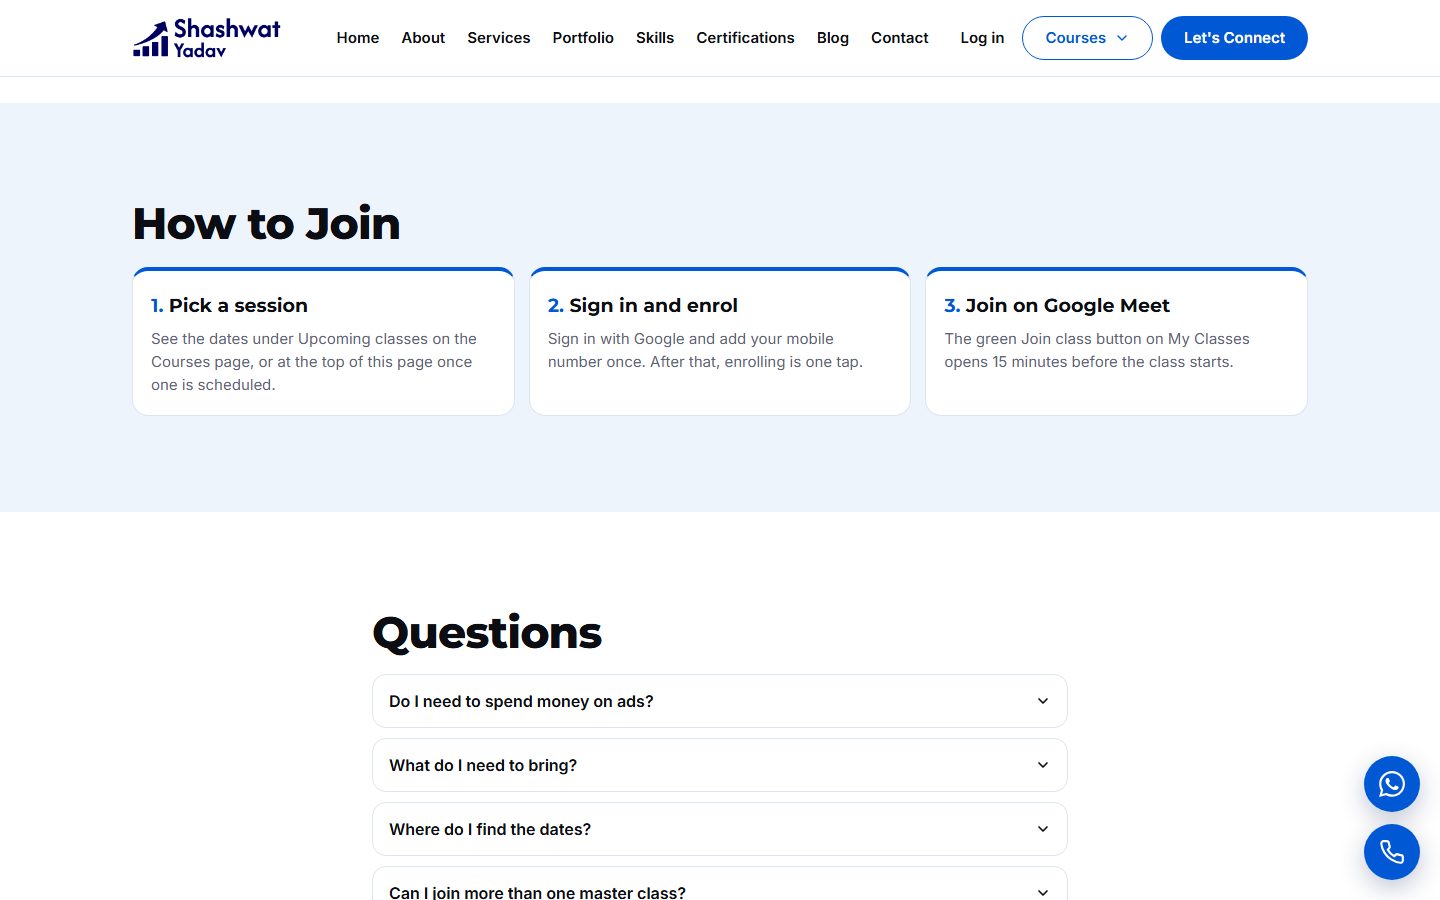 Shashwat
Yadav
Home
About
Services
Portfolio
Skills
Certifications
Blog
Contact
Log in
Courses
Let's Connect
How to Join
1. Pick a session
See the dates under Upcoming classes on the
Courses page, or at the top of this page once
one is scheduled.
2. Sign in and enrol
Sign in with Google and add your mobile
number once. After that, enrolling is one tap.
3. Join on Google Meet
The green Join class button on My Classes
opens 15 minutes before the class starts.
Questions
Do I need to spend money on ads?
What do I need to bring?
Where do I find the dates?
Can I join more than one master class?